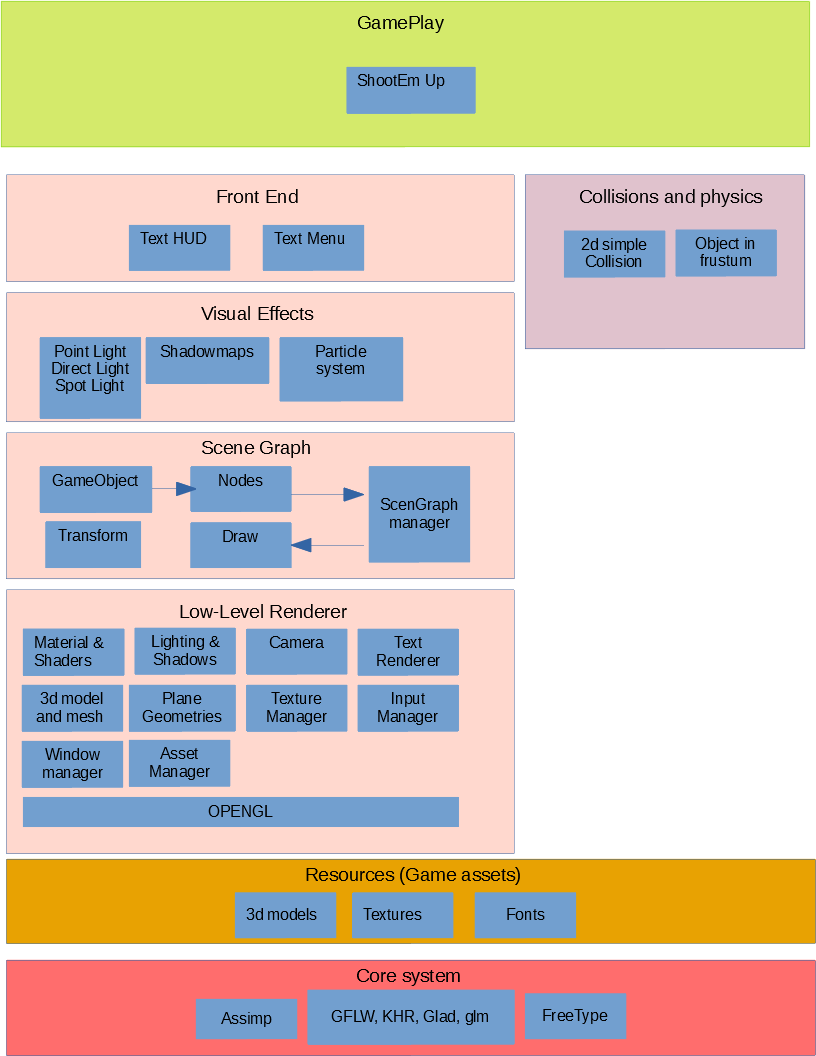 GamePlay
ShootEm Up
Front End
Text HUD
Text Menu
Collisions and physics
2d simple
Collision
Object in
frustum
Visual Effects
Point Light
Direct Light
Spot Light
Shadowmaps
Particle
system
Scene Graph
GameObject
Nodes
ScenGraph
manager
Transform
Draw
Low-Level Renderer
Material &
Shaders
Lighting &
Shadows
Camera
Text
Renderer
3d model
and mesh
Plane
Geometries
Texture
Manager
Input
Manager
Window
manager
Asset
Manager
OPENGL
Resources (Game assets)
3d models
Textures
Fonts
Core system
Assimp
GFLW, KHR, Glad, glm
FreeType